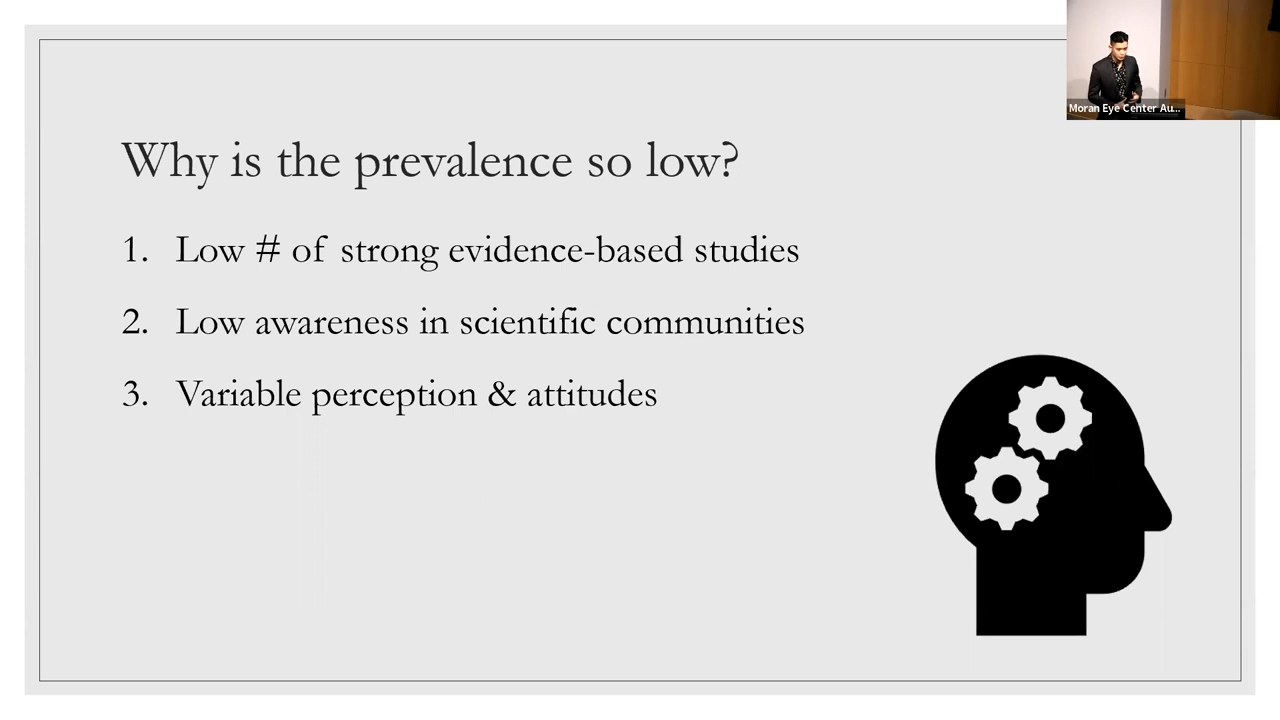 Moran Eye Center Au...
Why is the prevalence so low?
1. Low # of strong evidence-based studies
2. Low awareness in scientific communities
3. Variable perception & attitudes